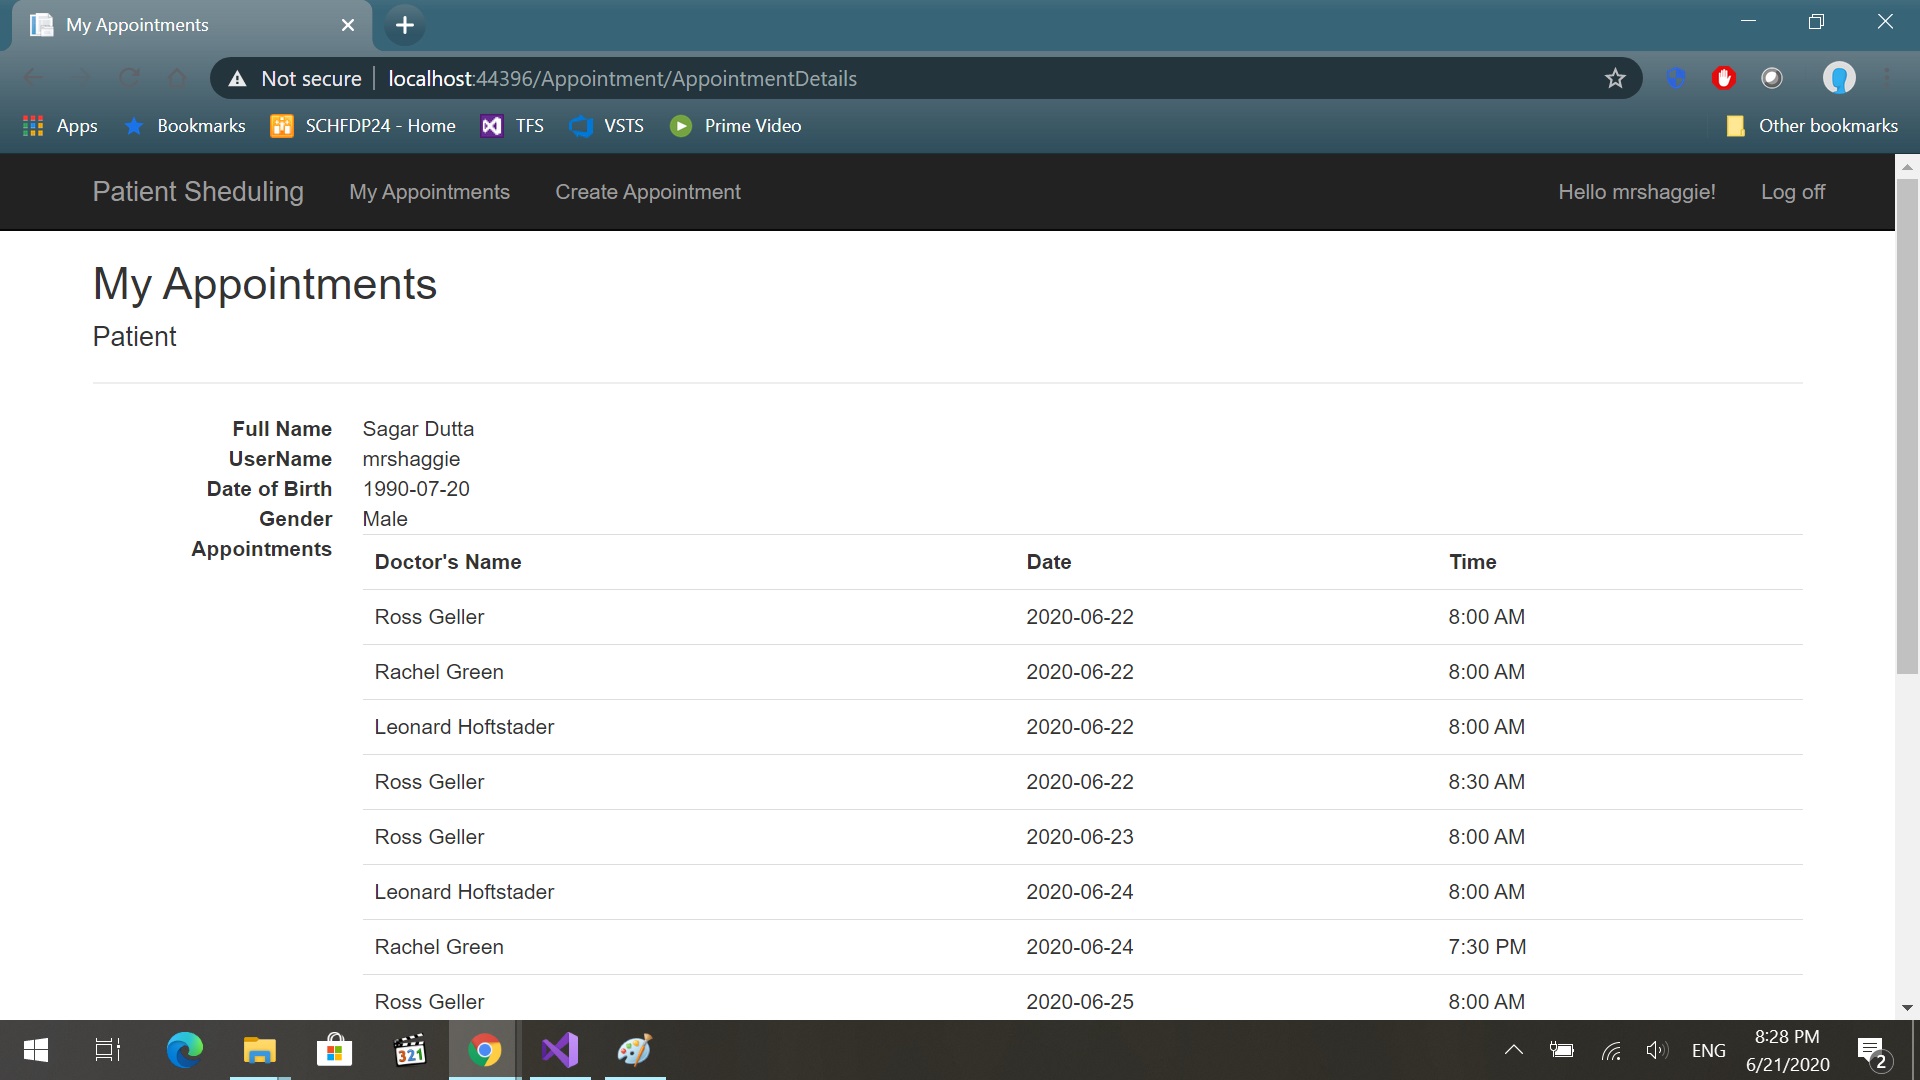 My Appointments
Not secure localhost:44396/Appointment/AppointmentDetails
Apps Bookmarks SCHFDP24 - Home TFS VSTS Prime Video Other bookmarks
Patient Sheduling My Appointments Create Appointment Hello mrshaggie! Log off
My Appointments
Patient
Full Name Sagar Dutta
UserName mrshaggie
Date of Birth 1990-07-20
Gender Male
Appointments
Doctor's Name Date Time
Ross Geller 2020-06-22 8:00 AM
Rachel Green 2020-06-22 8:00 AM
Leonard Hoftstader 2020-06-22 8:00 AM
Ross Geller 2020-06-22 8:30 AM
Ross Geller 2020-06-23 8:00 AM
Leonard Hoftstader 2020-06-24 8:00 AM
Rachel Green 2020-06-24 7:30 PM
Ross Geller 2020-06-25 8:00 AM
321
ENG
8:28 PM
6/21/2020
2